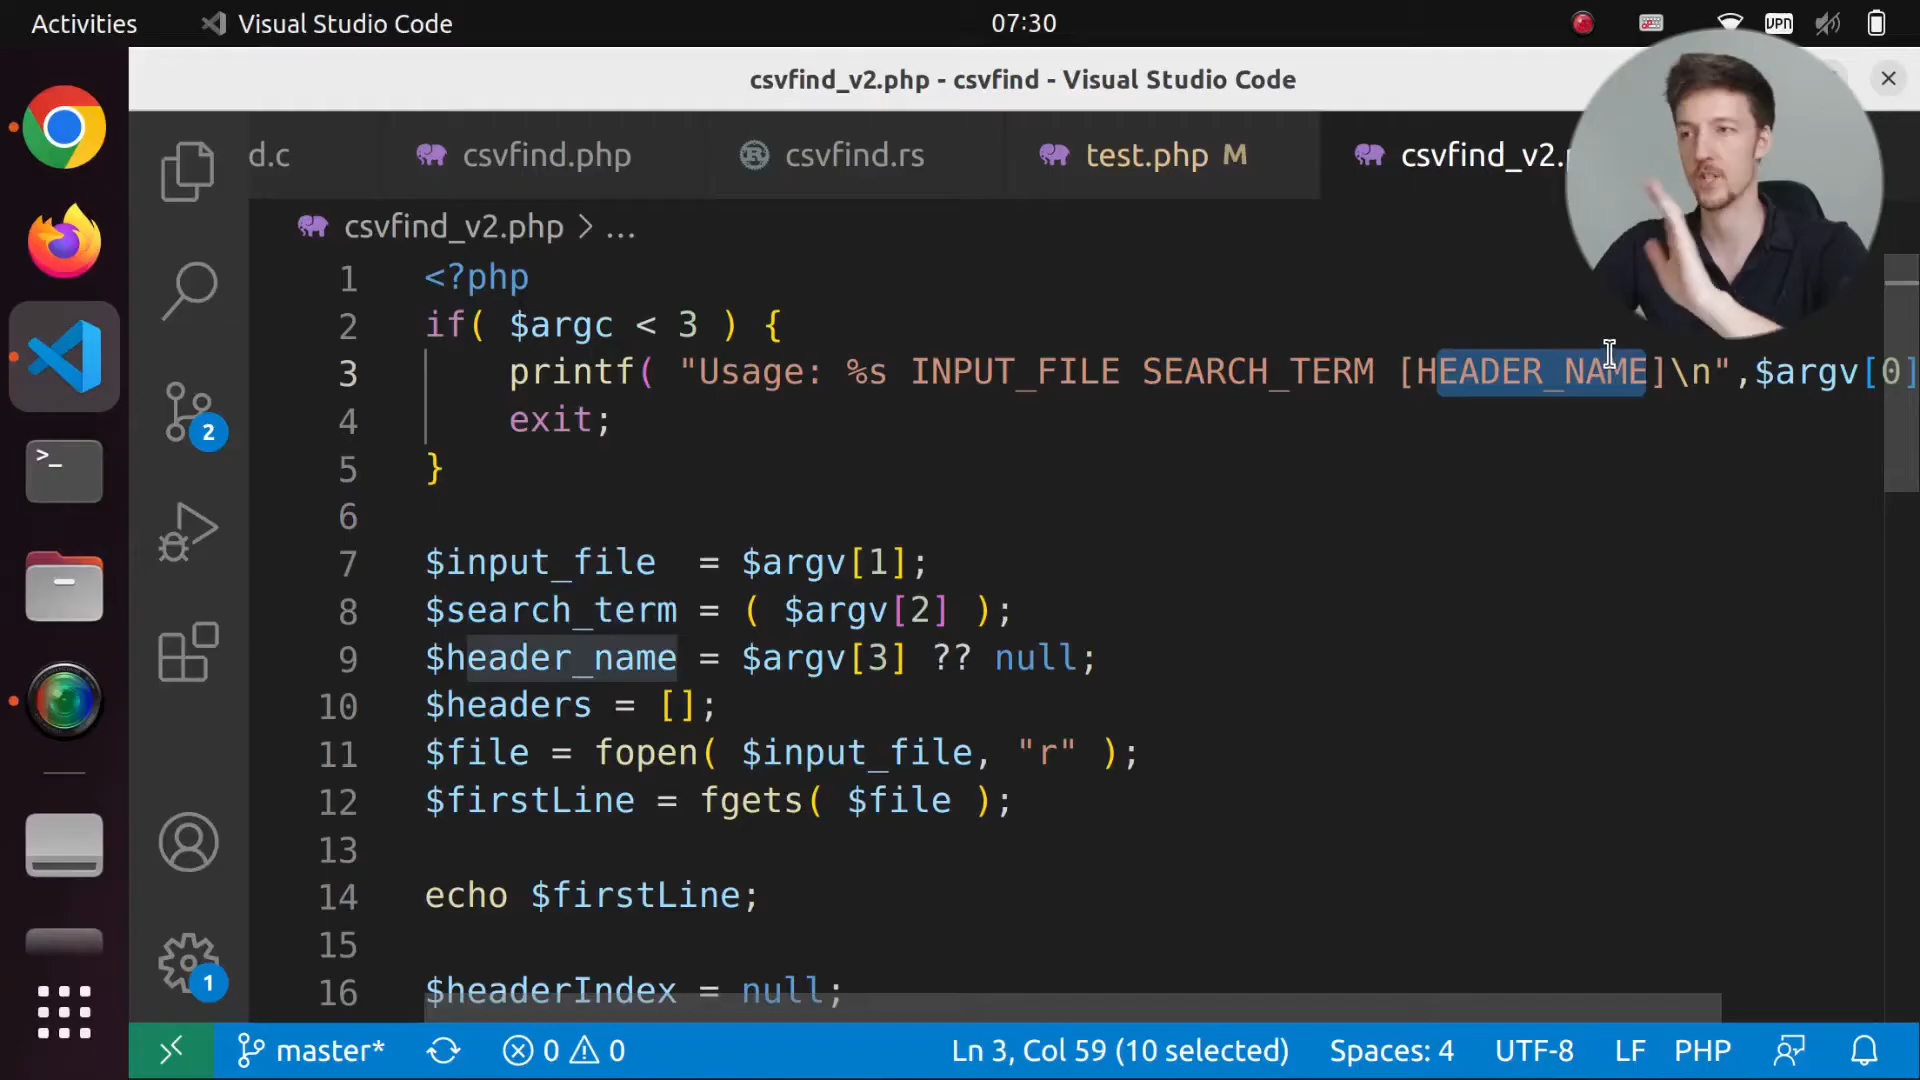 Activities
Visual Studio Code
07:30
VPN
csvfind_v2.php - csvfind - Visual Studio Code
d.c
csvfind.php
csvfind.rs
test.php M
csvfind_v2.
csvfind_v2.php > ...
1 <?php
2 if( $argc < 3 ) {
3 printf( "Usage: %s INPUT_FILE SEARCH_TERM [HEADER_NAME]\n",$argv[0]
4 exit;
5 }
6
7 $input_file  = $argv[1];
8 $search_term = ( $argv[2] );
9 $header_name = $argv[3] ?? null;
10 $headers = [];
11 $file = fopen( $input_file, "r" );
12 $firstLine = fgets( $file );
13
14 echo $firstLine;
15
16 $headerIndex = null;
2
1
>_
master*
0
0
Ln 3, Col 59 (10 selected)
Spaces: 4
UTF-8
LF
PHP